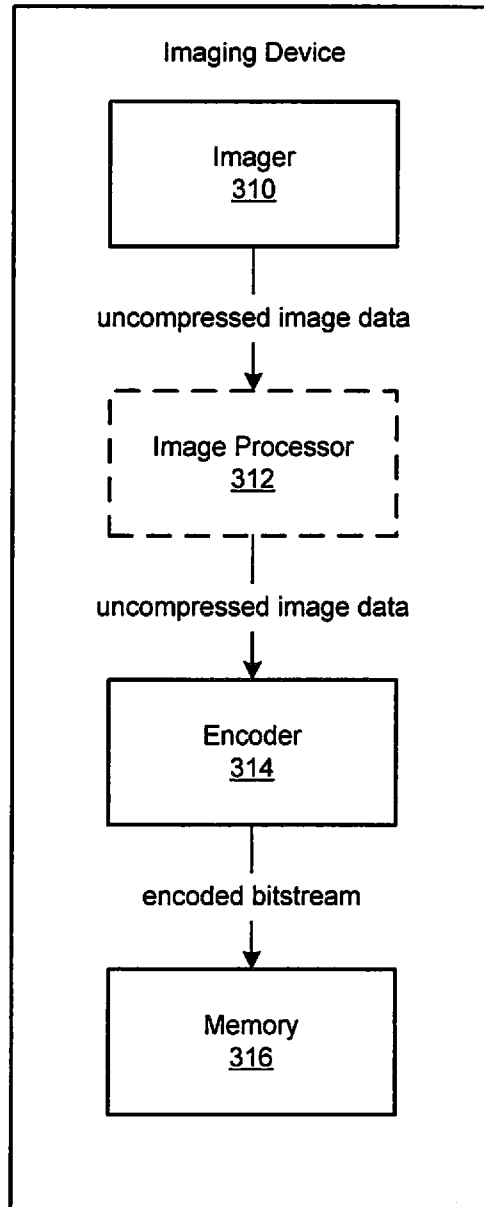 Imaging Device
Imager
310
uncompressed image data
Image Processor
312
uncompressed image data
Encoder
314
encoded bitstream
Memory
316